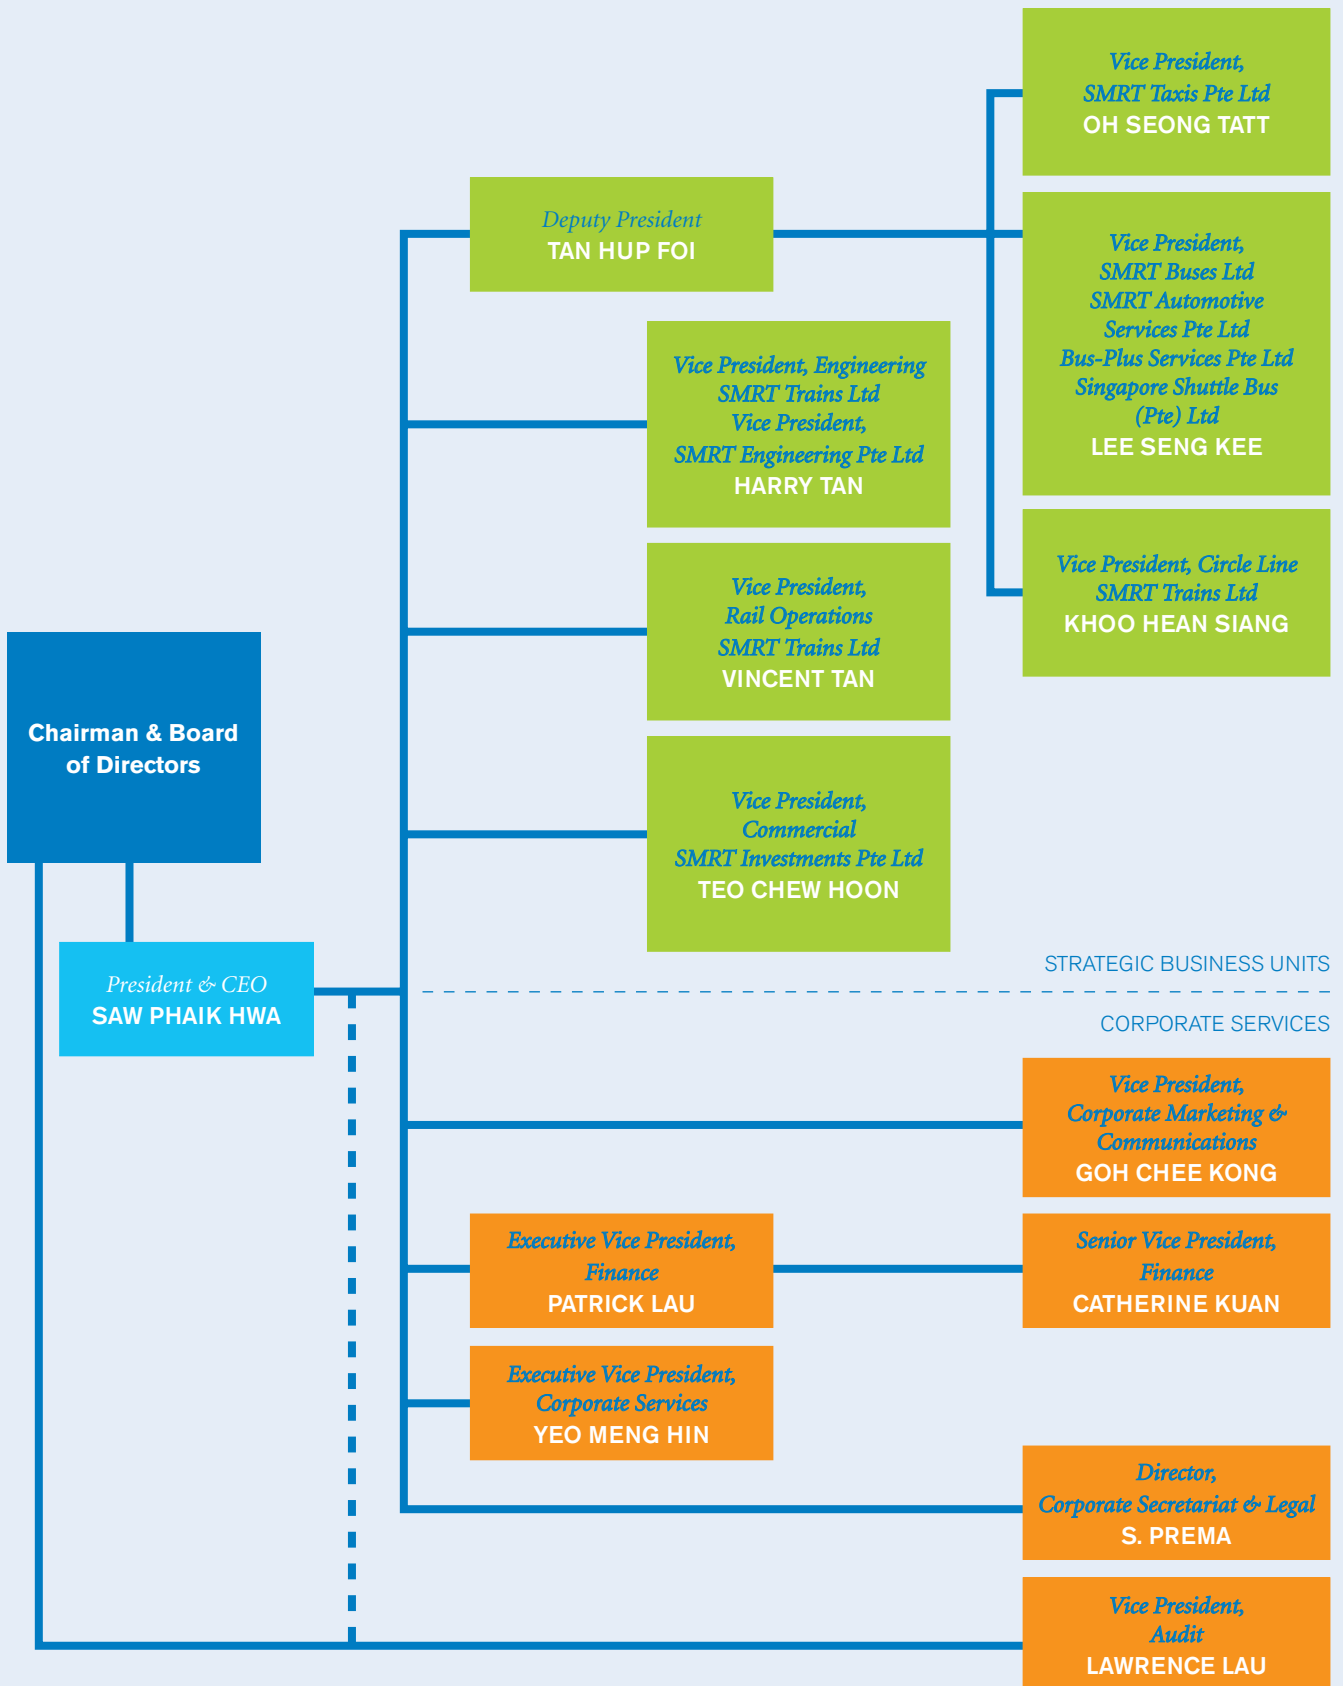 Vice President,
SMRT Taxis Pte Ltd
OH SEONG TATT
Deputy President
TAN HUP FOI
Vice President,
SMRT Buses Ltd
SMRT Automotive
Services Pte Ltd
Bus-Plus Services Pte Ltd
Singapore Shuttle Bus
(Pte) Ltd
LEE SENG KEE
Vice President, Engineering
SMRT Trains Ltd
Vice President,
SMRT Engineering Pte Ltd
HARRY TAN
Vice President, Circle Line
SMRT Trains Ltd
KHOO HEAN SIANG
Vice President,
Rail Operations
SMRT Trains Ltd
VINCENT TAN
Chairman & Board
of Directors
Vice President,
Commercial
SMRT Investments Pte Ltd
TEO CHEW HOON
President & CEO
SAW PHAIK HWA
STRATEGIC BUSINESS UNITS
CORPORATE SERVICES
Vice President,
Corporate Marketing &
Communications
GOH CHEE KONG
Executive Vice President,
Finance
PATRICK LAU
Senior Vice President,
Finance
CATHERINE KUAN
Executive Vice President,
Corporate Services
YEO MENG HIN
Director,
Corporate Secretariat & Legal
S. PREMA
Vice President,
Audit
LAWRENCE LAU